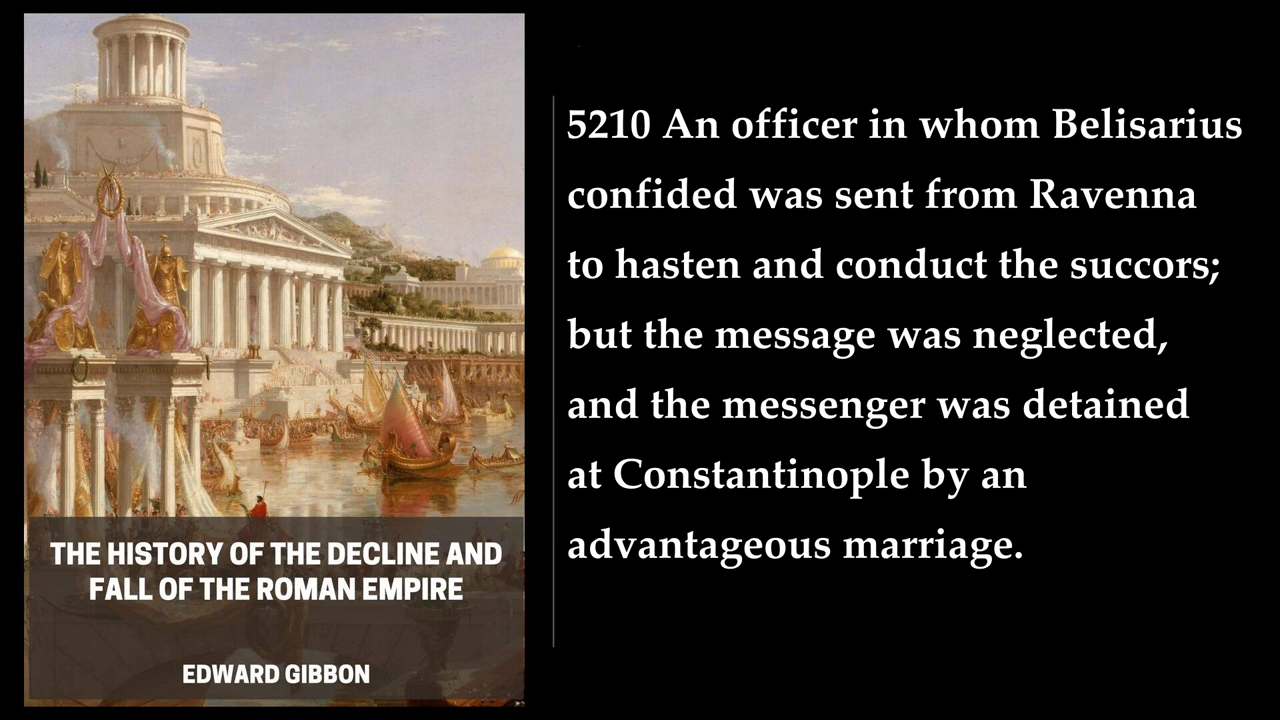 THE HISTORY OF THE DECLINE AND
FALL OF THE ROMAN EMPIRE
EDWARD GIBBON
5210 An officer in whom Belisarius
confided was sent from Ravenna
to hasten and conduct the succors;
but the message was neglected,
and the messenger was detained
at Constantinople by an
advantageous marriage.